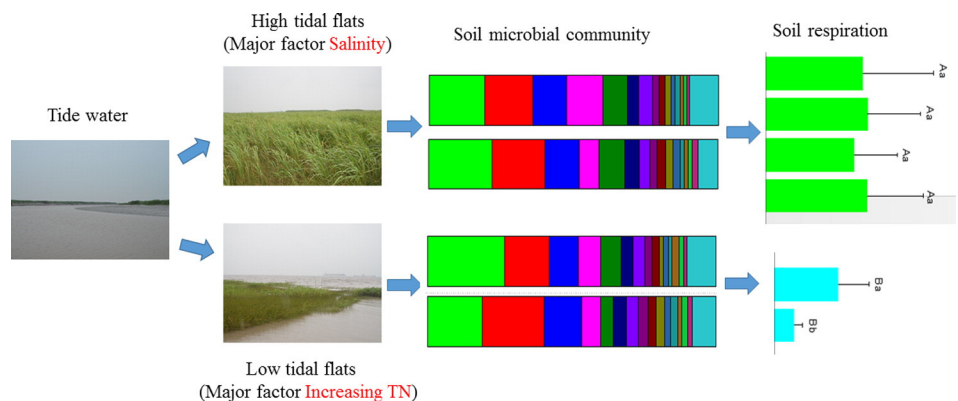 High tidal flats
(Major factor Salinity)
Soil microbial community
Soil respiration
Tide water
Aa
Aa
Aa
Aa
Ba
Bb
Low tidal flats
(Major factor Increasing TN)